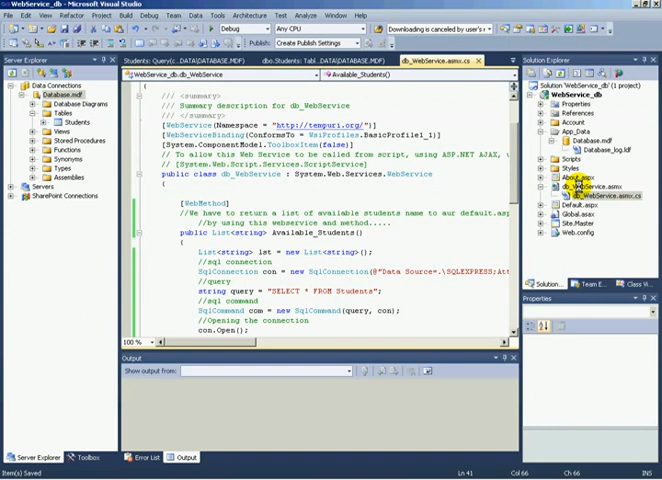 WebService_db - Microsoft Visual Studio
File Edit View Refactor Project Build Debug Team Data Tools Architecture Test Analyze Window Help
Debug Any CPU Downloading is canceled by user's r
Publish: Create Publish Settings
Server Explorer
Data Connections
Database.mdf
Database Diagrams
Tables
Students
Views
Stored Procedures
Functions
Synonyms
Types
Assemblies
Servers
SharePoint Connections
Students: Query(c...DATA\DATABASE.MDF) dbo.Students: Tabl...DATA\DATABASE.MDF) db_WebService.asmx.cs
WebService_db.db_WebService Available_Students()
{
/// <summary>
/// Summary description for db_WebService
/// </summary>
[WebService(Namespace = "http://tempuri.org/")]
[WebServiceBinding(ConformsTo = WsiProfiles.BasicProfile1_1)]
[System.ComponentModel.ToolboxItem(false)]
// To allow this Web Service to be called from script, using ASP.NET AJAX,
// [System.Web.Script.Services.ScriptService]
public class db_WebService : System.Web.Services.WebService
{
[WebMethod]
//We have to return a list of available students name to aur default.asp
//by using this webservice and method.....
public List<string> Available_Students()
{
List<string> lst = new List<string>();
//sql connection
SqlConnection con = new SqlConnection(@"Data Source=.\SQLEXPRESS;Att
//query
string query = "SELECT * FROM Students";
//sql command
SqlCommand com = new SqlCommand(query, con);
//Opening the connection
con.Open();
100 %
Output
Show output from:
Solution Explorer
Solution 'WebService_db' (1 project)
WebService_db
Properties
References
Account
App_Data
Database.mdf
Database_log.ldf
Scripts
Styles
About.aspx
db_WebService.asmx
db_WebService.asmx.cs
Default.aspx
Global.asax
Site.Master
Web.config
Solution... Team E... Class Vi...
Properties
Server Explorer Toolbox Error List Output
Item(s) Saved Ln 41 Col 66 Ch 66 INS